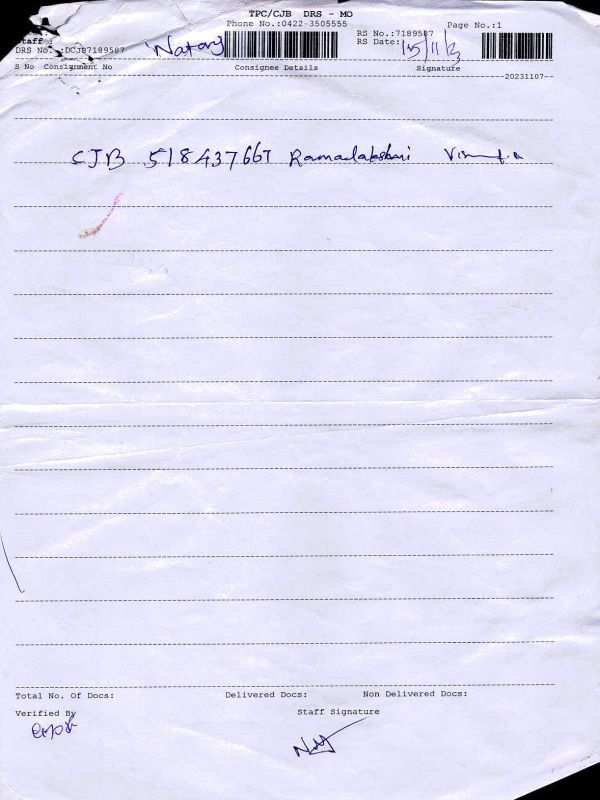 TPC/CJB DRS - MO
Phone No.:0422-3505555
Page No.:1
Staff
Nataraj
RS No.:7189587
DRS No.:DCJB7189587
RS Date: 15/11/23
S No Consignment No Consignee Details Signature
20231107
CJB 518437667 Ramadakshmi
Total No. Of Docs: Delivered Docs: Non Delivered Docs:
Verified By Staff Signature